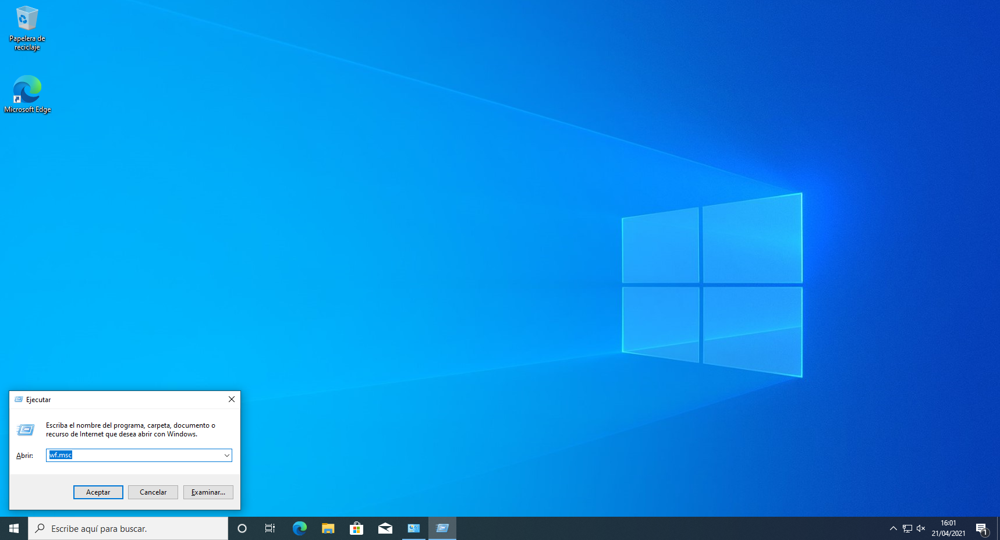 Papelera de
reciclaje
Microsoft Edge
Ejecutar
Escriba el nombre del programa, carpeta, documento o
recurso de Internet que desea abrir con Windows.
Abrir:
wf.msc
Aceptar
Cancelar
Examinar...
Escribe aquí para buscar.
16:01
21/04/2021
1